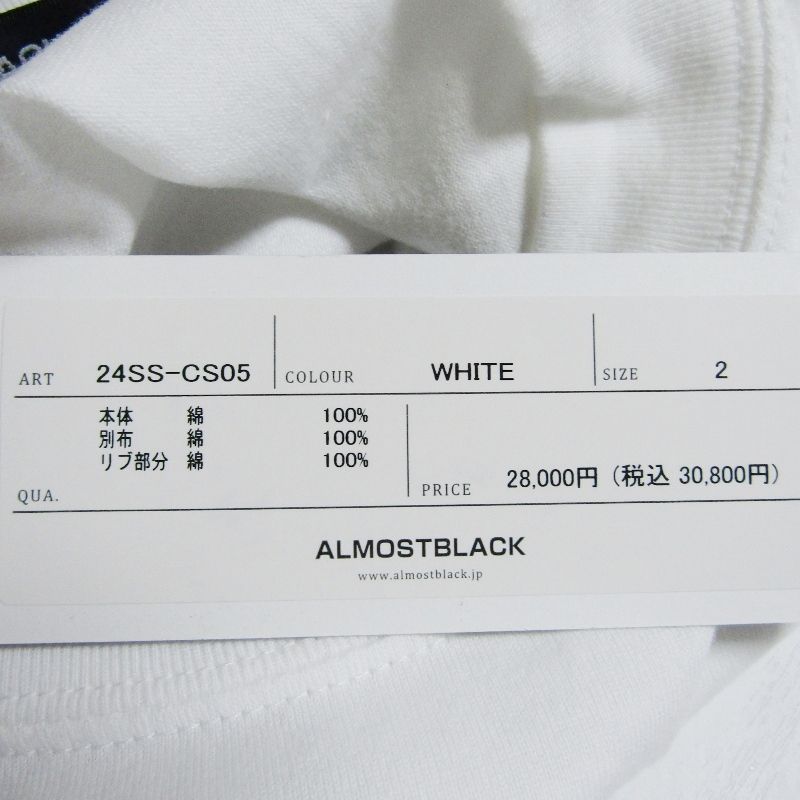 ART 24SS-CS05 COLOUR WHITE SIZE 2
本体 綿 100%
別布 綿 100%
リブ部分 綿 100%
QUA. PRICE 28,000円（税込 30,800円）
ALMOSTBLACK
www.almostblack.jp